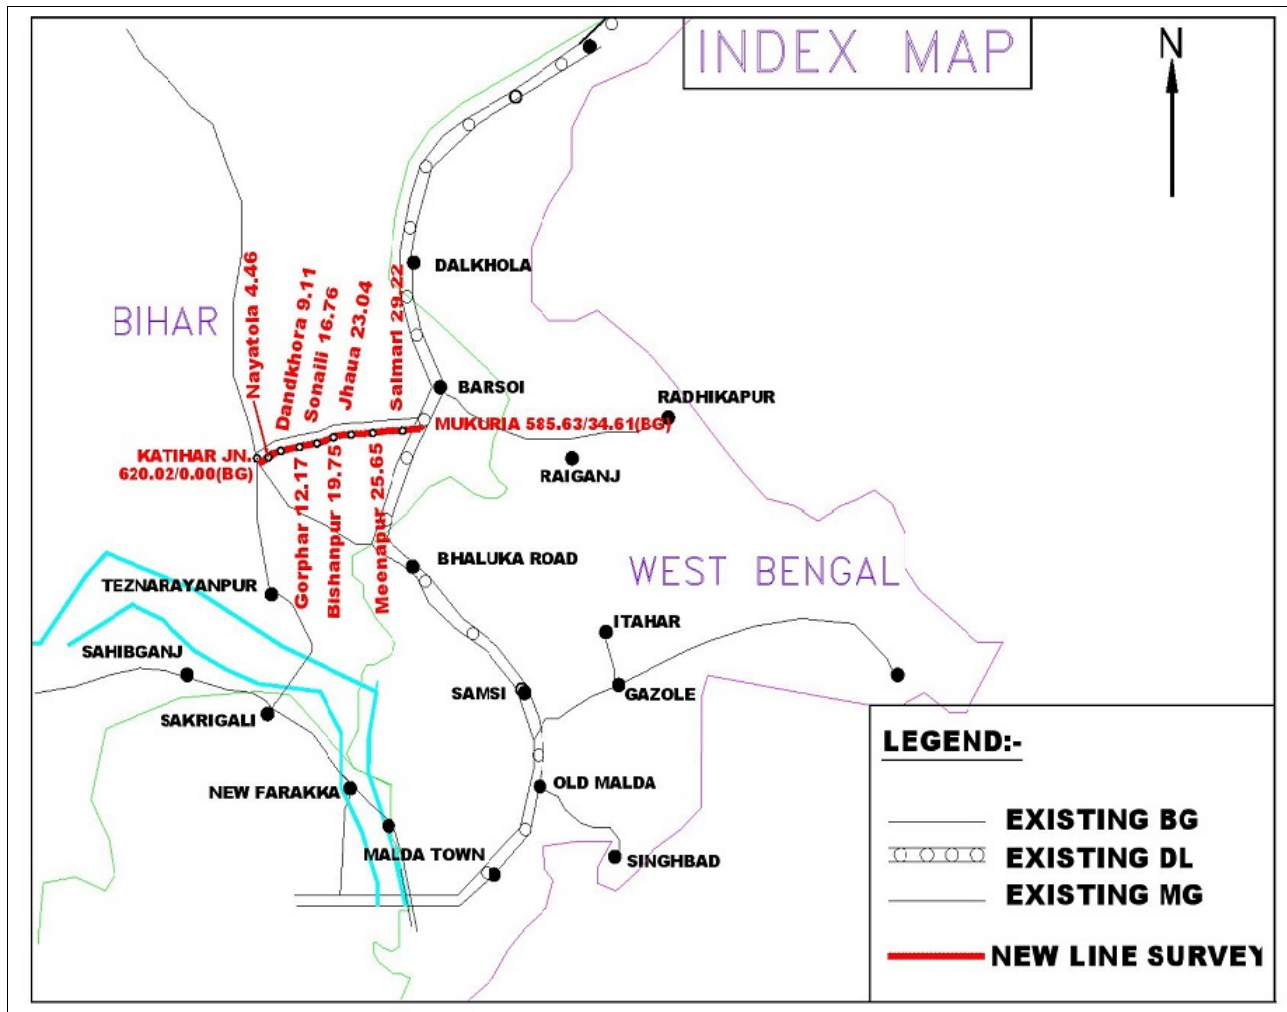 INDEX MAP
N
DALKHOLA
BIHAR
Nayatola 4.46
Dandkhora 9.11
Sonaili 16.76
Jhaua 23.04
Salmari 29.22
BARSOI
RADHIKAPUR
MUKURIA 585.63/34.61(BG)
KATIHAR JN.
620.02/0.00(BG)
RAIGANJ
Gorphar 12.17
Bishanpur 19.75
Meenapur 25.65
BHALUKA ROAD
WEST BENGAL
TEZNARAYANPUR
ITAHAR
SAHIBGANJ
SAMSI
GAZOLE
SAKRIGALI
NEW FARAKKA
OLD MALDA
MALDA TOWN
SINGHBAD
LEGEND:-
EXISTING BG
EXISTING DL
EXISTING MG
NEW LINE SURVEY